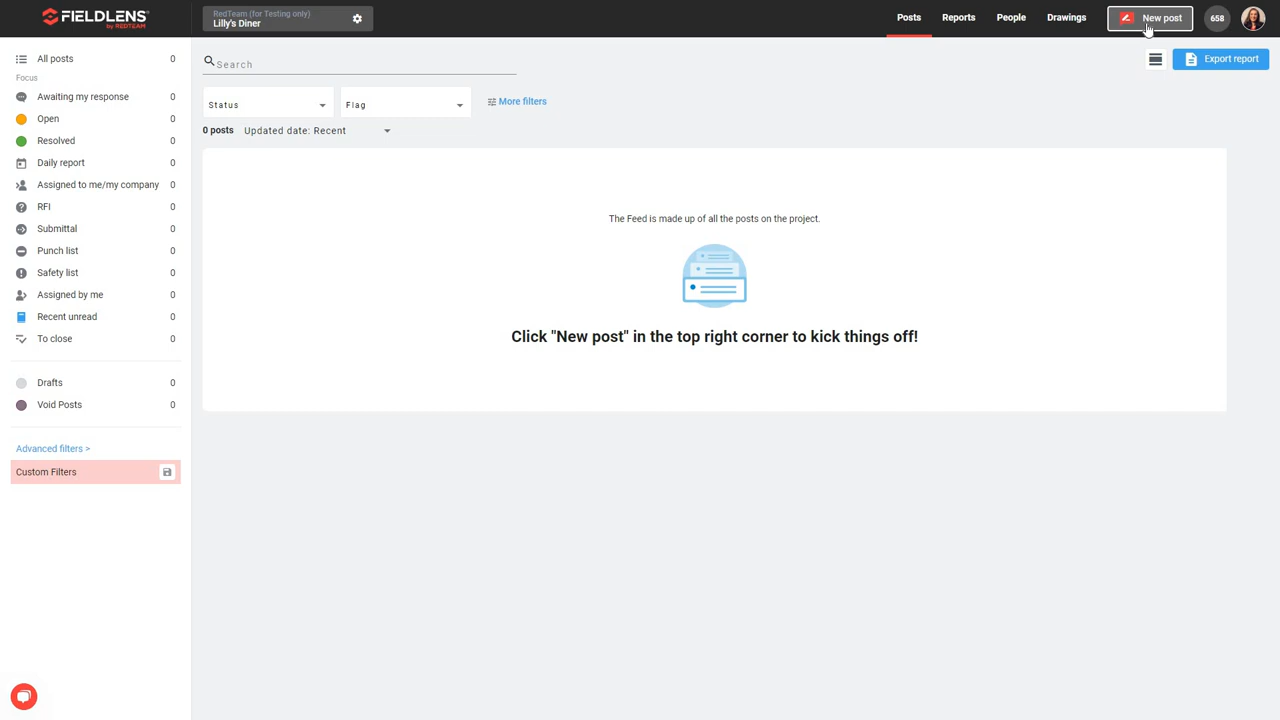 FIELDLENS
by REDTEAM
RedTeam (for Testing only)
Lilly's Diner
Posts
Reports
People
Drawings
New post
658
All posts 0
Focus
Awaiting my response 0
Open 0
Resolved 0
Daily report 0
Assigned to me/my company 0
RFI 0
Submittal 0
Punch list 0
Safety list 0
Assigned by me 0
Recent unread 0
To close 0
Drafts 0
Void Posts 0
Advanced filters >
Custom Filters
Search
Export report
Status
Flag
More filters
0 posts Updated date: Recent
The Feed is made up of all the posts on the project.
Click "New post" in the top right corner to kick things off!